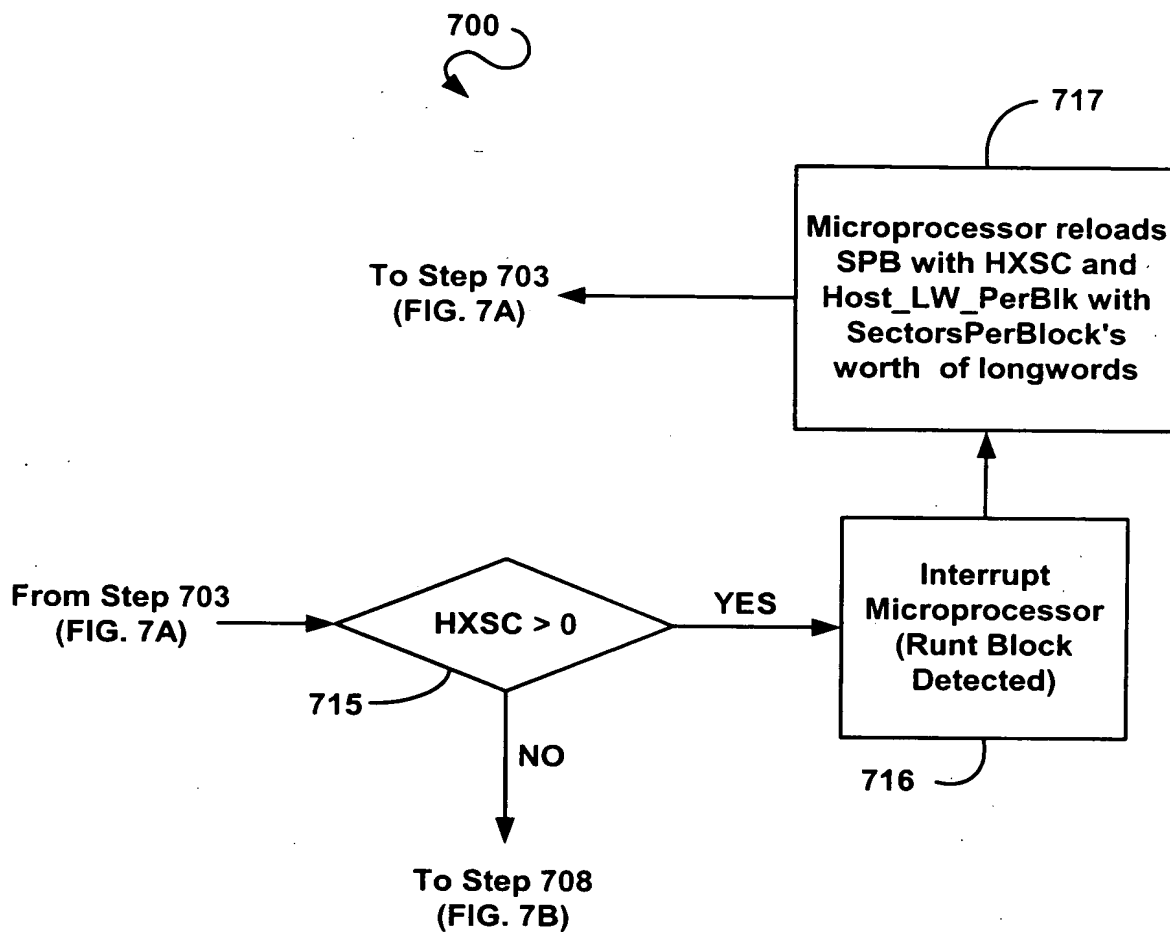 700
717
Microprocessor reloads
SPB with HXSC and
Host_LW_PerBlk with
SectorsPerBlock's
worth of longwords
To Step 703
(FIG. 7A)
From Step 703
(FIG. 7A)
HXSC > 0
YES
Interrupt
Microprocessor
(Runt Block
Detected)
715
NO
716
To Step 708
(FIG. 7B)